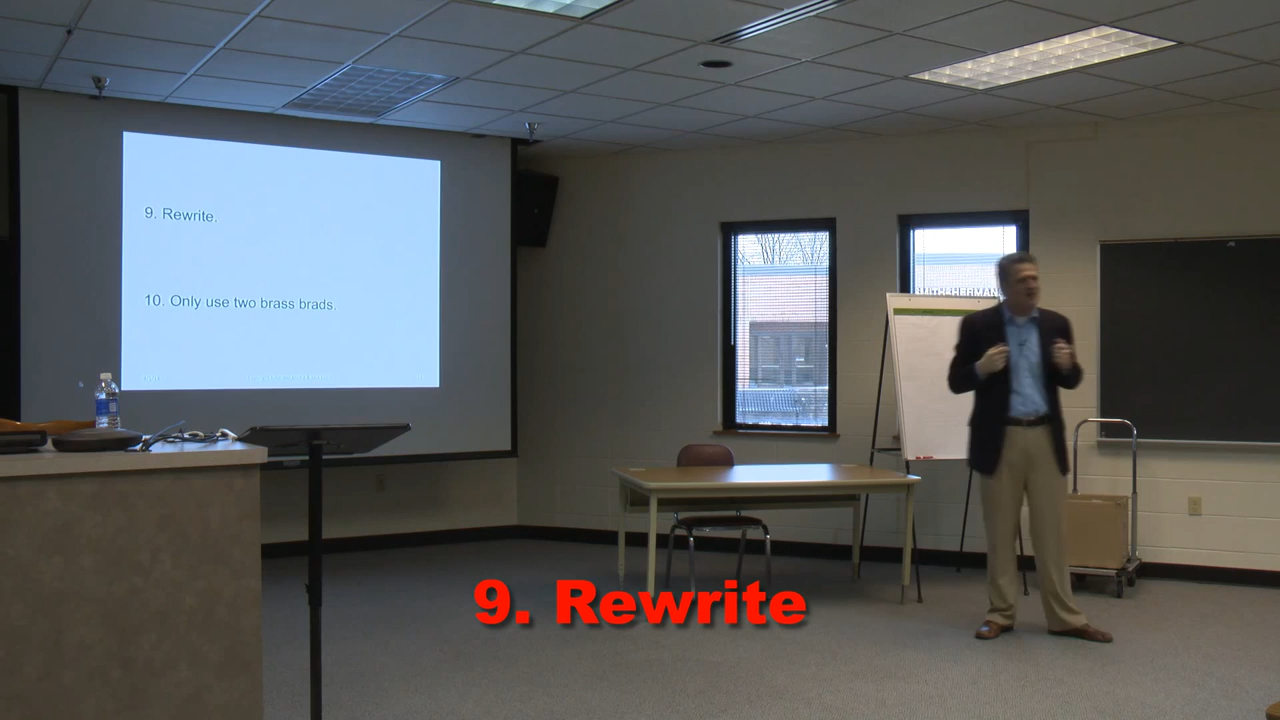 9. Rewrite.
10. Only use two brass brads.
9. Rewrite